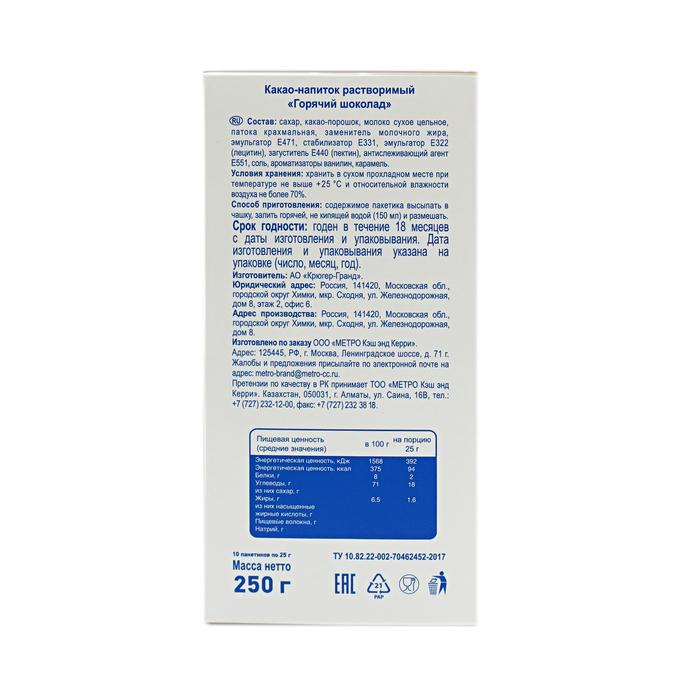 Какао-напиток растворимый
«Горячий шоколад»
RU Состав: сахар, какао-порошок, молоко сухое цельное,
патока крахмальная, заменитель молочного жира,
эмульгатор Е471, стабилизатор Е331, эмульгатор Е322
(лецитин), загуститель Е440 (пектин), антислеживающий агент
Е551, соль, ароматизаторы ванилин, карамель.
Условия хранения: хранить в сухом прохладном месте при
температуре не выше +25 °С и относительной влажности
воздуха не более 70%.
Способ приготовления: содержимое пакетика высыпать в
чашку, залить горячей, не кипящей водой (150 мл) и размешать.
Срок годности: годен в течение 18 месяцев
с даты изготовления и упаковывания. Дата
изготовления и упаковывания указана на
упаковке (число, месяц, год).
Изготовитель: АО «Крюгер-Гранд».
Юридический адрес: Россия, 141420, Московская обл.,
городской округ Химки, мкр. Сходня, ул. Железнодорожная,
дом 8, этаж 2, офис 6.
Адрес производства: Россия, 141420, Московская обл.,
городской округ Химки, мкр. Сходня, ул. Железнодорожная,
дом 8.
Изготовлено по заказу ООО «МЕТРО Кэш энд Керри».
Адрес: 125445, РФ, г. Москва, Ленинградское шоссе, д. 71 г.
Жалобы и предложения присылайте по электронной почте на
адрес: metro-brand@metro-cc.ru.
Претензии по качеству в РК принимает ТОО «МЕТРО Кэш энд
Керри». Казахстан, 050031, г. Алматы, ул. Саина, 16В, тел.:
+7 (727) 232-12-00, факс: +7 (727) 232 38 18.
Пищевая ценность
(средние значения) в 100 г на порцию 25 г
Энергетическая ценность, кДж 1568 392
Энергетическая ценность, ккал 375 94
Белки, г 8 2
Углеводы, г 71 18
из них сахар, г
Жиры, г 6.5 1.6
из них насыщенные
жирные кислоты, г
Пищевые волокна, г
Натрий, г
10 пакетиков по 25 г
ТУ 10.82.22-002-70462452-2017
Масса нетто
250 г
ЕАС
21
PAP